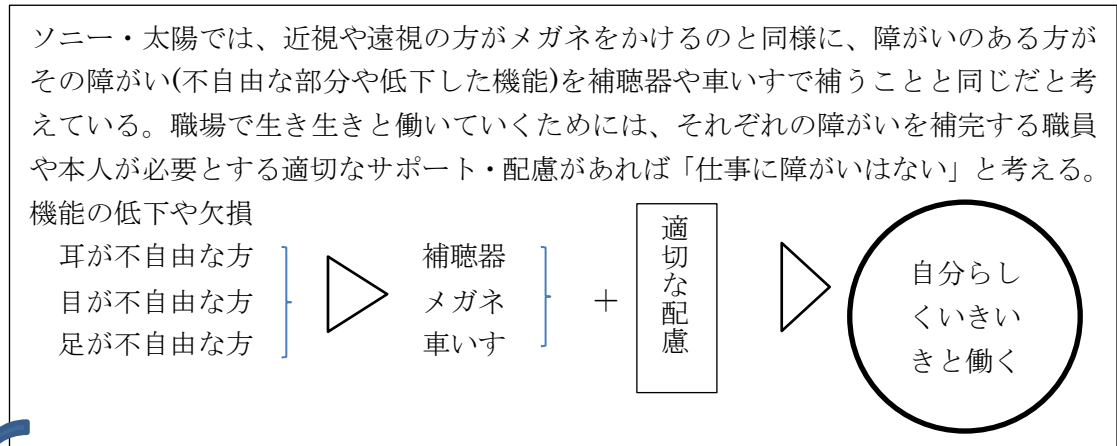 ソニー・太陽では、近視や遠視の方がメガネをかけるのと同様に、障がいのある方が
その障がい(不自由な部分や低下した機能)を補聴器や車いすで補うことと同じだと考
えている。職場で生き生きと働いていくためには、それぞれの障がいを補完する職員
や本人が必要とする適切なサポート・配慮があれば「仕事に障がいはない」と考える。
機能の低下や欠損
耳が不自由な方
目が不自由な方
足が不自由な方
補聴器
メガネ
車いす
＋
適切な配慮
自分らし
くいきい
きと働く